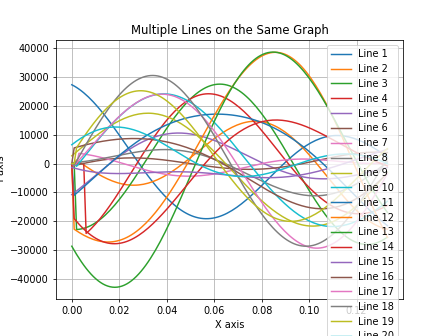 Multiple Lines on the Same Graph
40000
30000
20000
10000
0
−10000
−20000
−30000
−40000
0.00
0.02
0.04
0.06
0.08
0.10
X axis
Line 1
Line 2
Line 3
Line 4
Line 5
Line 6
Line 7
Line 8
Line 9
Line 10
Line 11
Line 12
Line 13
Line 14
Line 15
Line 16
Line 17
Line 18
Line 19
Line 20